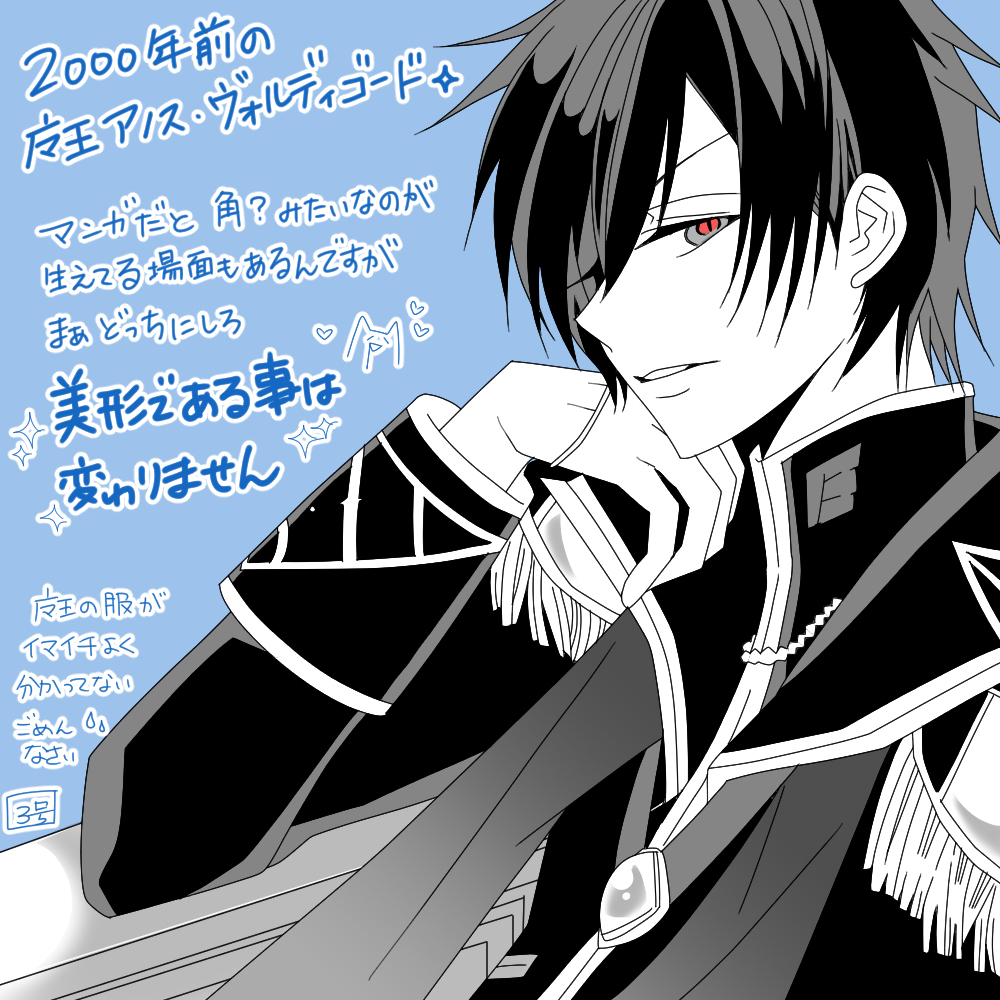 2000年前の
魔王アノス・ヴォルディゴード
マンガだと 角?みたいなのが
生えてる場面もあるんですが
まぁ どっちにしろ
美形である事は
変わりません
魔王の服が
イマイチよく
分かってない
ごめん
なさい
3号